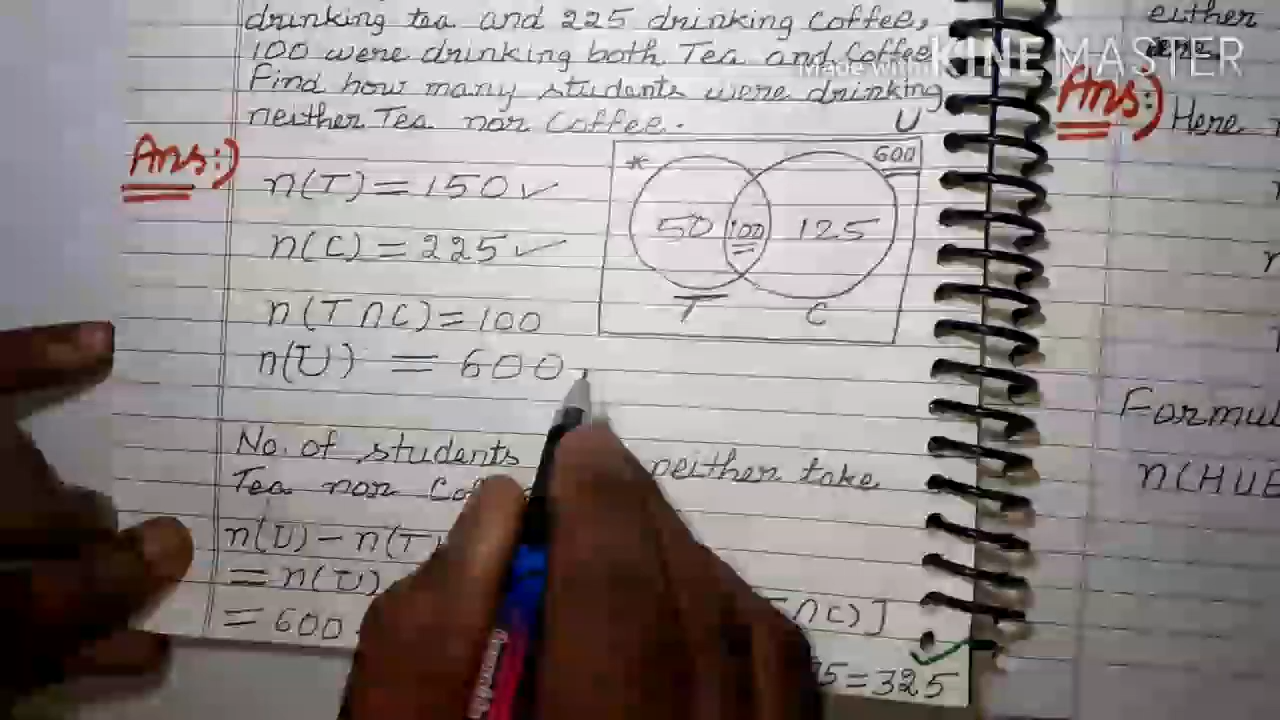 drinking tea and 225 drinking coffee,
100 were drinking both Tea and Coffee
Find how many students were drinking
neither Tea nor Coffee.
Ans:)
n(T) = 150 ✓
n(C) = 225 ✓
n(T∩C) = 100
n(U) = 600
U
600
*
50
100
125
T
C
No. of students neither take
Tea nor
n(U) - n(T
= n(U)
∩C)]
= 600
5 = 325
Made with KINEMASTER
either
Ans:)
Here
n(HUE